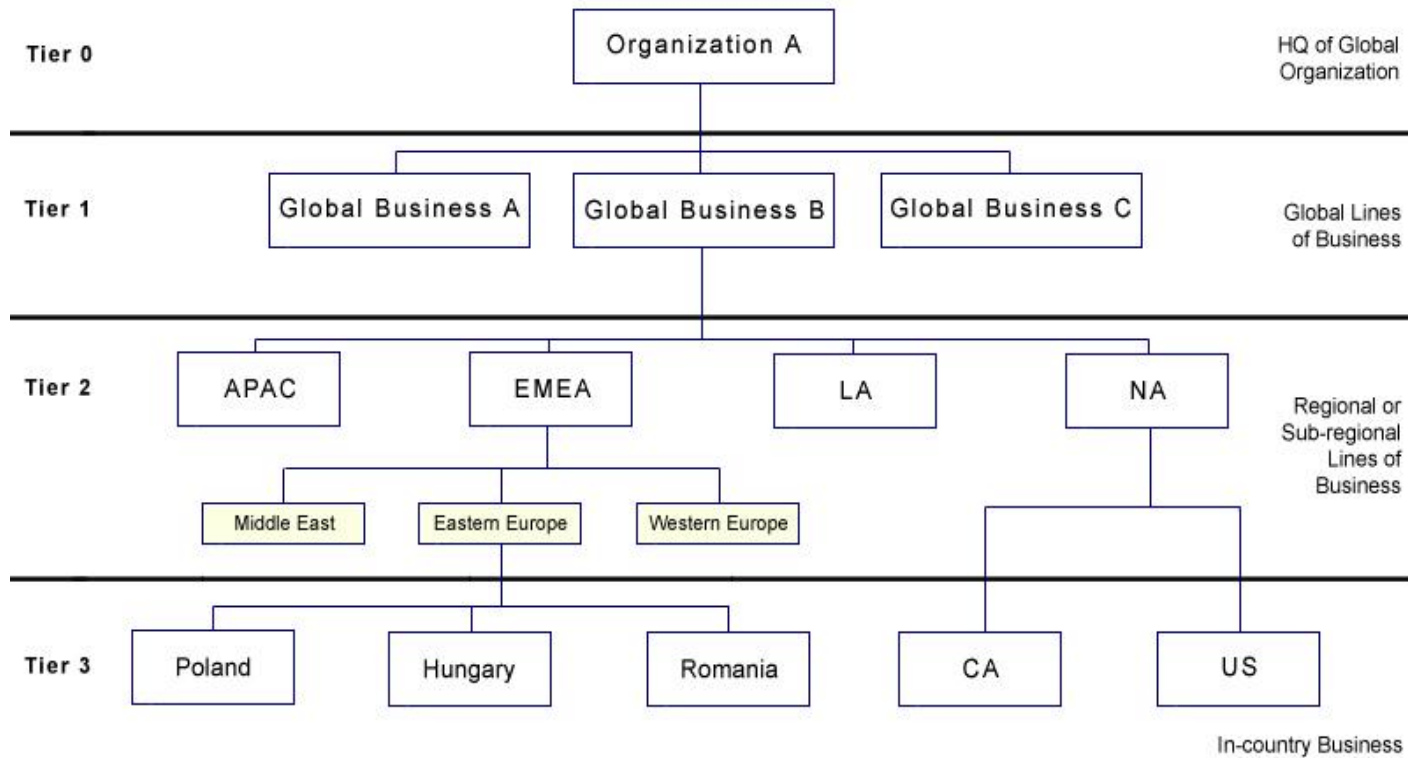 Tier 0
Organization A
HQ of Global
Organization
Tier 1
Global Business A
Global Business B
Global Business C
Global Lines
of Business
Tier 2
APAC
EMEA
LA
NA
Regional or
Sub-regional
Lines of
Business
Middle East
Eastern Europe
Western Europe
Tier 3
Poland
Hungary
Romania
CA
US
In-country Business